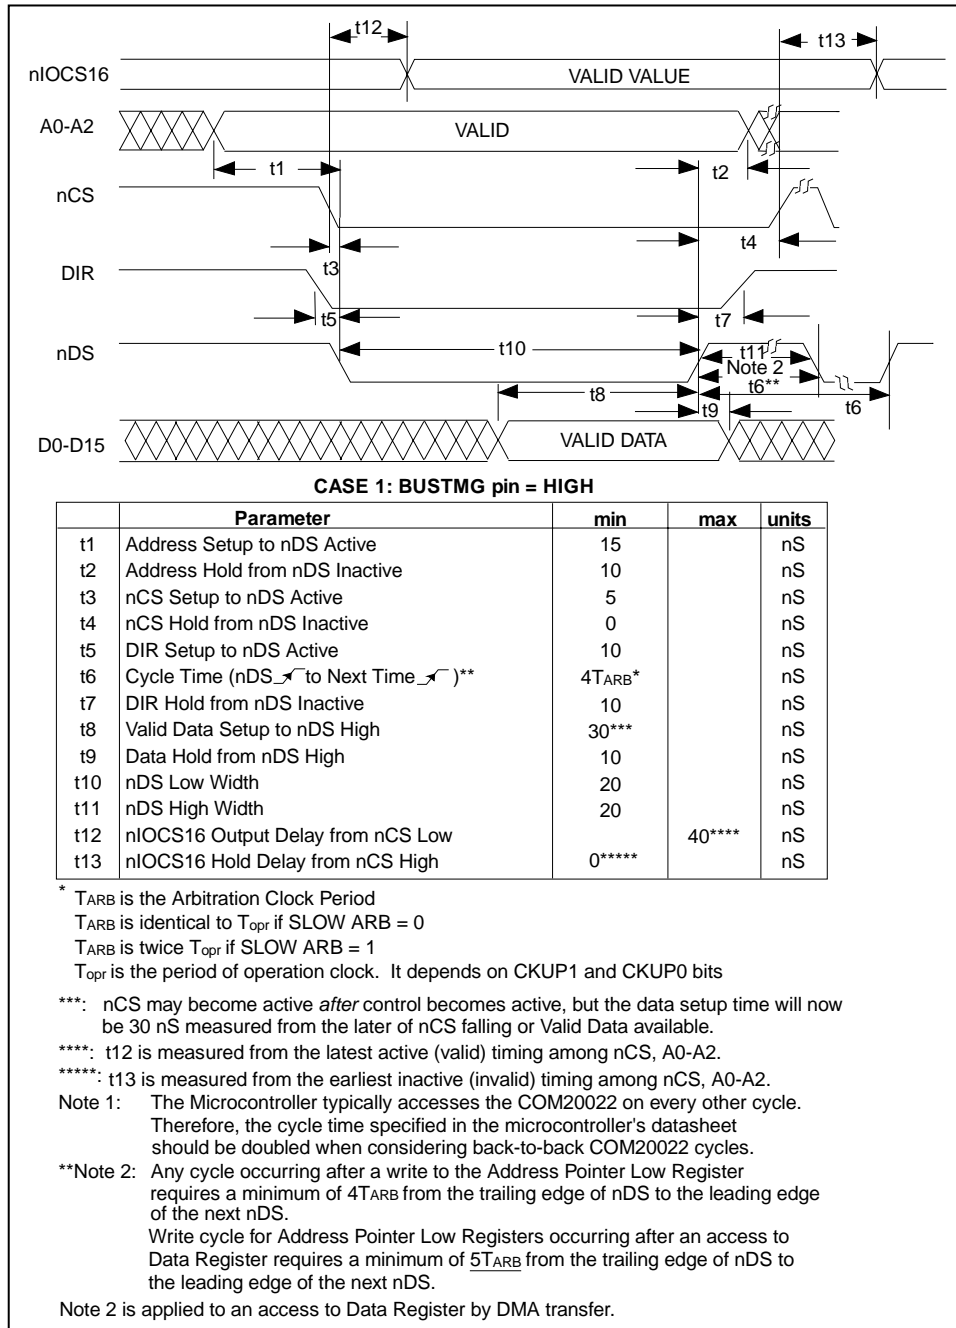 t12
t13
nIOCS16
VALID VALUE
A0-A2
VALID
t1
t2
nCS
t3
t4
DIR
t5
t7
nDS
t10
t11
Note 2
t6**
t8
t9
t6
D0-D15
VALID DATA
CASE 1: BUSTMG pin = HIGH
Parameter min max units
t1 Address Setup to nDS Active 15 nS
t2 Address Hold from nDS Inactive 10 nS
t3 nCS Setup to nDS Active 5 nS
t4 nCS Hold from nDS Inactive 0 nS
t5 DIR Setup to nDS Active 10 nS
t6 Cycle Time (nDS to Next Time )** 4TARB* nS
t7 DIR Hold from nDS Inactive 10 nS
t8 Valid Data Setup to nDS High 30*** nS
t9 Data Hold from nDS High 10 nS
t10 nDS Low Width 20 nS
t11 nDS High Width 20 nS
t12 nIOCS16 Output Delay from nCS Low 40**** nS
t13 nIOCS16 Hold Delay from nCS High 0***** nS
* TARB is the Arbitration Clock Period
TARB is identical to Topr if SLOW ARB = 0
TARB is twice Topr if SLOW ARB = 1
Topr is the period of operation clock. It depends on CKUP1 and CKUP0 bits
***: nCS may become active after control becomes active, but the data setup time will now
be 30 nS measured from the later of nCS falling or Valid Data available.
****: t12 is measured from the latest active (valid) timing among nCS, A0-A2.
*****: t13 is measured from the earliest inactive (invalid) timing among nCS, A0-A2.
Note 1: The Microcontroller typically accesses the COM20022 on every other cycle.
Therefore, the cycle time specified in the microcontroller's datasheet
should be doubled when considering back-to-back COM20022 cycles.
**Note 2: Any cycle occurring after a write to the Address Pointer Low Register
requires a minimum of 4TARB from the trailing edge of nDS to the leading edge
of the next nDS.
Write cycle for Address Pointer Low Registers occurring after an access to
Data Register requires a minimum of 5TARB from the trailing edge of nDS to
the leading edge of the next nDS.
Note 2 is applied to an access to Data Register by DMA transfer.